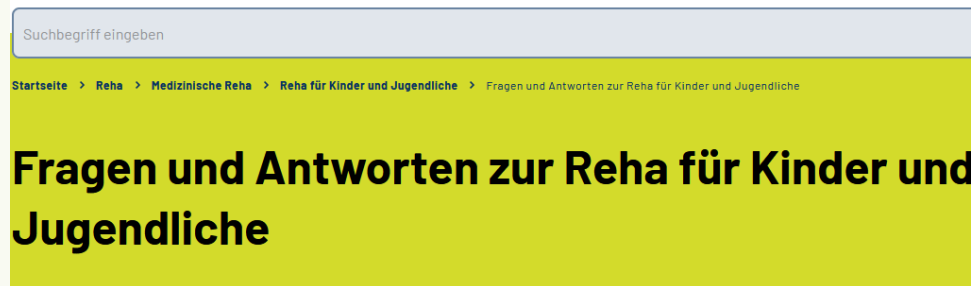 Suchbegriff eingeben
Startseite > Reha > Medizinische Reha > Reha für Kinder und Jugendliche > Fragen und Antworten zur Reha für Kinder und Jugendliche
Fragen und Antworten zur Reha für Kinder und
Jugendliche